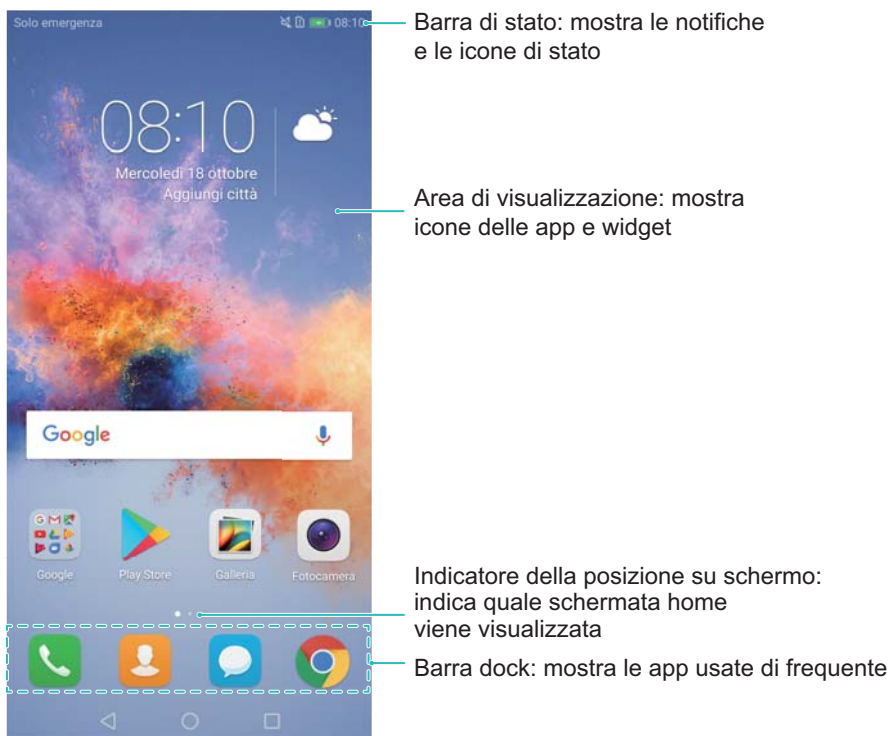 Solo emergenza
08:10
Barra di stato: mostra le notifiche
e le icone di stato
08:10
Mercoledì 18 ottobre
Aggiungi città
Area di visualizzazione: mostra
icone delle app e widget
Google
Google
Play Store
Galleria
Fotocamera
Indicatore della posizione su schermo:
indica quale schermata home
viene visualizzata
Barra dock: mostra le app usate di frequente